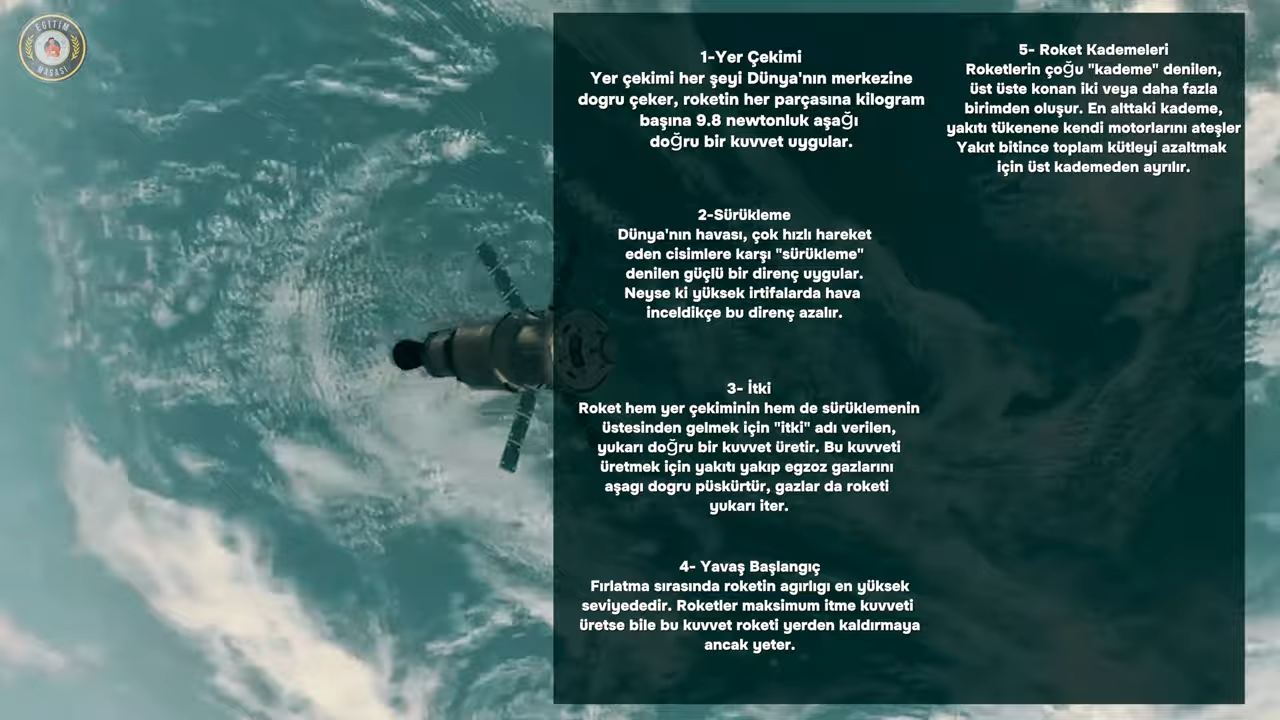 EĞİTİM
MASASI
1-Yer Çekimi
Yer çekimi her şeyi Dünya'nın merkezine
dogru çeker, roketin her parçasına kilogram
başına 9.8 newtonluk aşağı
doğru bir kuvvet uygular.
2-Sürükleme
Dünya'nın havası, çok hızlı hareket
eden cisimlere karşı "sürükleme"
denilen güçlü bir direnç uygular.
Neyse ki yüksek irtifalarda hava
inceldikçe bu direnç azalır.
3- İtki
Roket hem yer çekiminin hem de sürüklemenin
üstesinden gelmek için "itki" adı verilen,
yukarı doğru bir kuvvet üretir. Bu kuvveti
üretmek için yakıtı yakıp egzoz gazlarını
aşagı dogru püskürtür, gazlar da roketi
yukarı iter.
4- Yavaş Başlangıç
Fırlatma sırasında roketin agırlıgı en yüksek
seviyededir. Roketler maksimum itme kuvveti
üretse bile bu kuvvet roketi yerden kaldırmaya
ancak yeter.
5- Roket Kademeleri
Roketlerin çoğu "kademe" denilen,
üst üste konan iki veya daha fazla
birimden oluşur. En alttaki kademe,
yakıtı tükenene kendi motorlarını ateşler
Yakıt bitince toplam kütleyi azaltmak
için üst kademeden ayrılır.